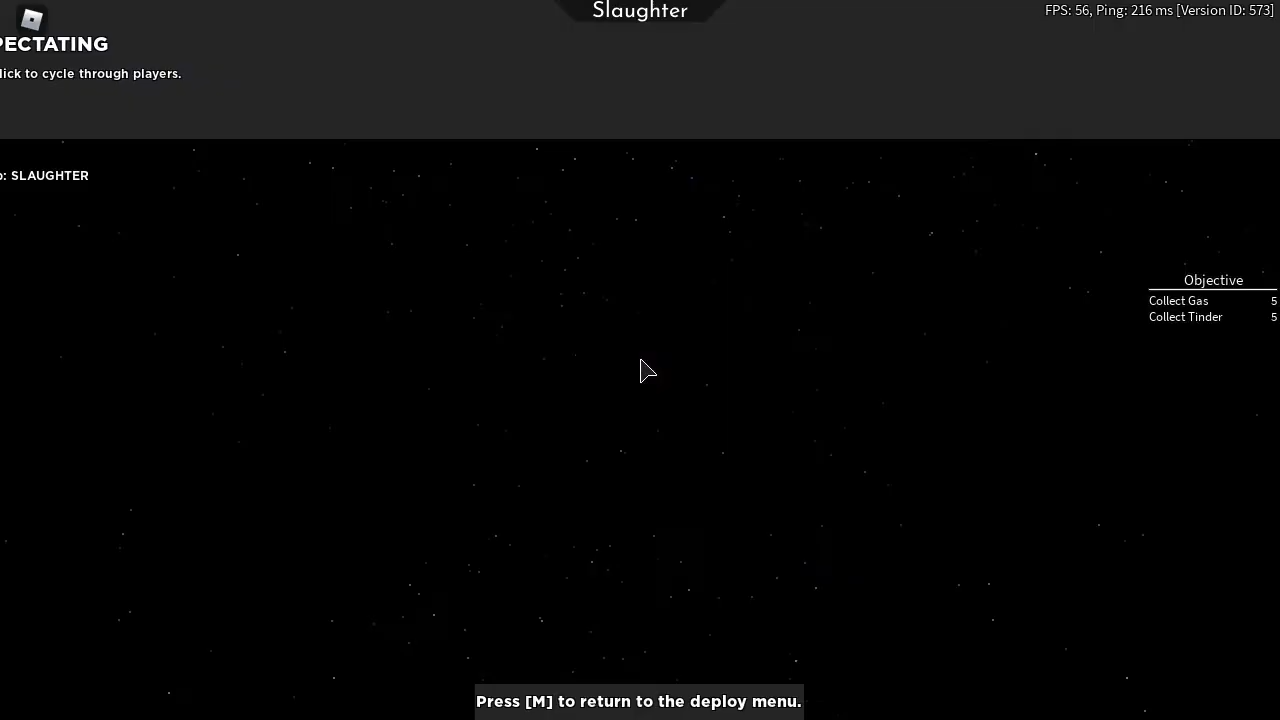 Slaughter
FPS: 56, Ping: 216 ms [Version ID: 573]
PECTATING
lick to cycle through players.
p: SLAUGHTER
Objective
Collect Gas 5
Collect Tinder 5
Press [M] to return to the deploy menu.